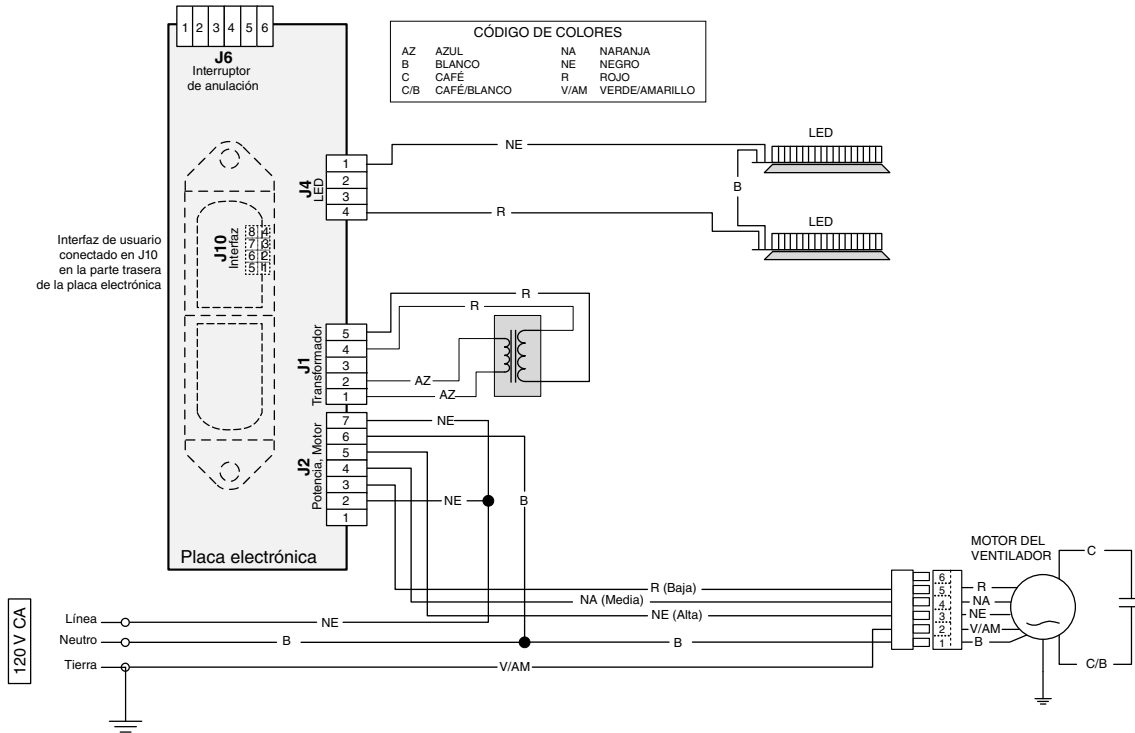 1 2 3 4 5 6
J6
Interruptor
de anulación
CÓDIGO DE COLORES
AZ AZUL NA NARANJA
B BLANCO NE NEGRO
C CAFÉ R ROJO
C/B CAFÉ/BLANCO V/AM VERDE/AMARILLO
LED
NE
J4
LED
1
2
3
4
B
R
LED
Interfaz de usuario
conectado en J10
en la parte trasera
de la placa electrónica
J10
Interfaz
8 4
7 3
6 2
5 1
R
R
J1
Transformador
5
4
3
2
1
AZ
AZ
J2
Potencia, Motor
7
6
5
4
3
2
1
NE
NE
B
Placa electrónica
MOTOR DEL
VENTILADOR
C
C/B
R (Baja)
NA (Media)
NE (Alta)
6
5
4
3
2
1
R
NA
NE
V/AM
B
120 V CA
Línea
NE
Neutro
B
B
Tierra
V/AM